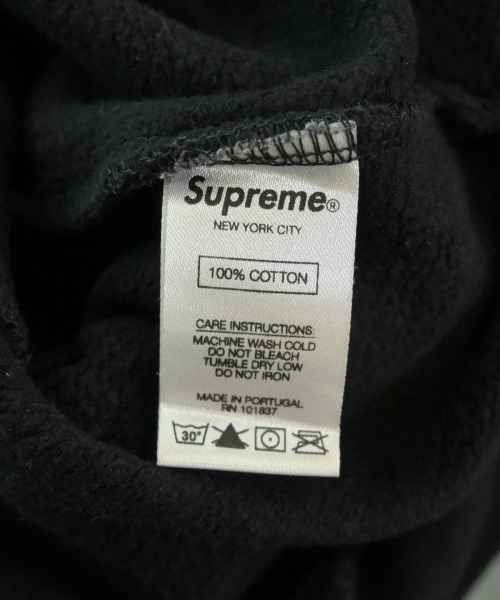 Supreme®
NEW YORK CITY
100% COTTON
CARE INSTRUCTIONS:
MACHINE WASH COLD
DO NOT BLEACH
TUMBLE DRY LOW
DO NOT IRON
MADE IN PORTUGAL
RN 101837
30°